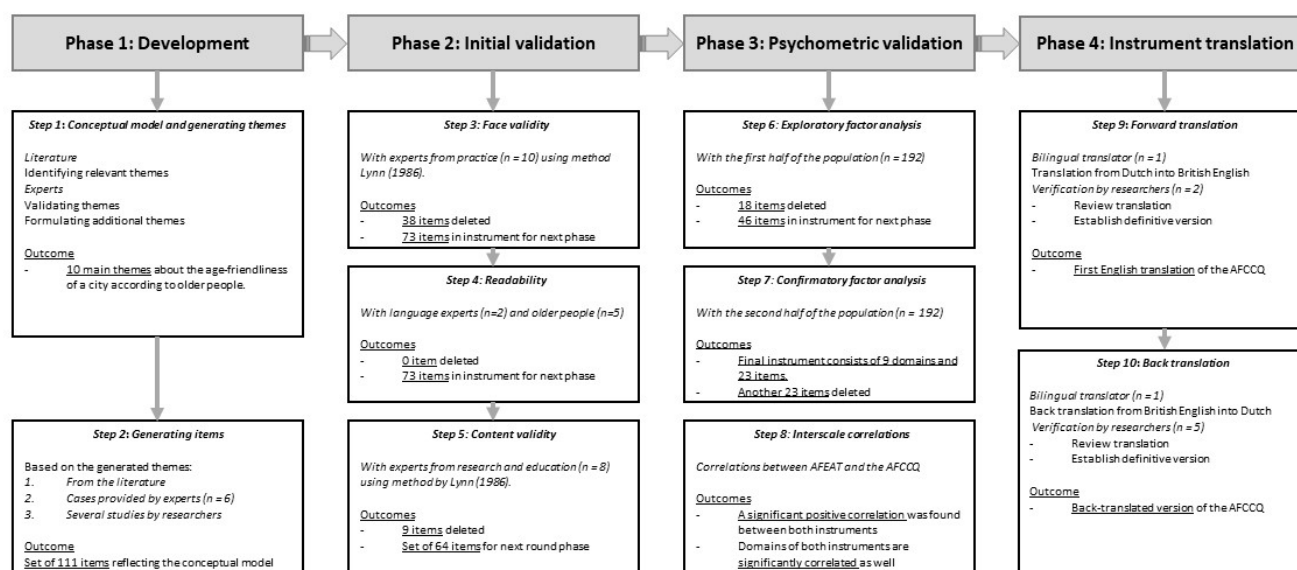 Phase 1: Development
Phase 2: Initial validation
Phase 3: Psychometric validation
Phase 4: Instrument translation
Step 1: Conceptual model and generating themes
Literature
Identifying relevant themes
Experts
Validating themes
Formulating additional themes
Outcome
- 10 main themes about the age-friendliness
of a city according to older people.
Step 2: Generating items
Based on the generated themes:
1. From the literature
2. Cases provided by experts (n = 6)
3. Several studies by researchers
Outcome
Set of 111 items reflecting the conceptual model
Step 3: Face validity
With experts from practice (n = 10) using method
Lynn (1986).
Outcomes
- 38 items deleted
- 73 items in instrument for next phase
Step 4: Readability
With language experts (n=2) and older people (n=5)
Outcomes
- 0 item deleted
- 73 items in instrument for next phase
Step 5: Content validity
With experts from research and education (n = 8)
using method by Lynn (1986).
Outcomes
- 9 items deleted
- Set of 64 items for next round phase
Step 6: Exploratory factor analysis
With the first half of the population (n = 192)
Outcomes
- 18 items deleted
- 46 items in instrument for next phase
Step 7: Confirmatory factor analysis
With the second half of the population (n = 192)
Outcomes
- Final instrument consists of 9 domains and
23 items.
- Another 23 items deleted
Step 8: Interscale correlations
Correlations between AFEAT and the AFCCQ
Outcomes
- A significant positive correlation was found
between both instruments
- Domains of both instruments are
significantly correlated as well
Step 9: Forward translation
Bilingual translator (n = 1)
Translation from Dutch into British English
Verification by researchers (n = 2)
- Review translation
- Establish definitive version
Outcome
- First English translation of the AFCCQ
Step 10: Back translation
Bilingual translator (n = 1)
Back translation from British English into Dutch
Verification by researchers (n = 5)
- Review translation
- Establish definitive version
Outcome
- Back-translated version of the AFCCQ